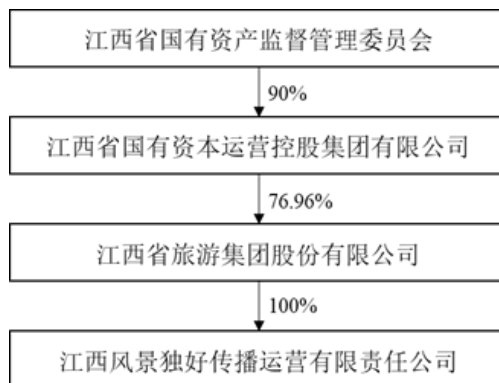 江西省国有资产监督管理委员会
90%
江西省国有资本运营控股集团有限公司
76.96%
江西省旅游集团股份有限公司
100%
江西风景独好传播运营有限责任公司